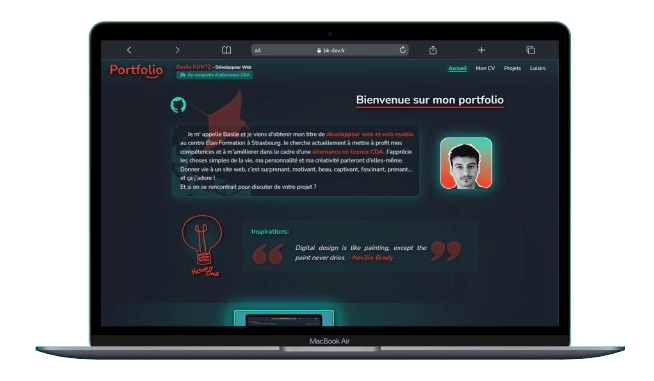 AA
bk-dev.fr
Portfolio
Basile KUNTZ - Développeur Web
En recherche d'alternance CDA
Accueil Mon CV Projets Loisirs
Bienvenue sur mon portfolio
Je m' appelle Basile et je viens d'obtenir mon titre de développeur web et web mobile
au centre Élan Formation à Strasbourg. Je cherche actuellement à mettre à profit mes
compétences et à m'améliorer dans le cadre d'une alternance en licence CDA. J'apprécie
les choses simples de la vie, ma personnalité et ma créativité parleront d'elles-même.
Donner vie à un site web, c'est surprenant, motivant, beau, captivant, fascinant, prenant...
et ça j'adore !
Et si on se rencontrait pour discuter de votre projet ?
Inspirations:
Digital design is like painting, except the
paint never dries. - Neville Brody
Hover
me
MacBook Air